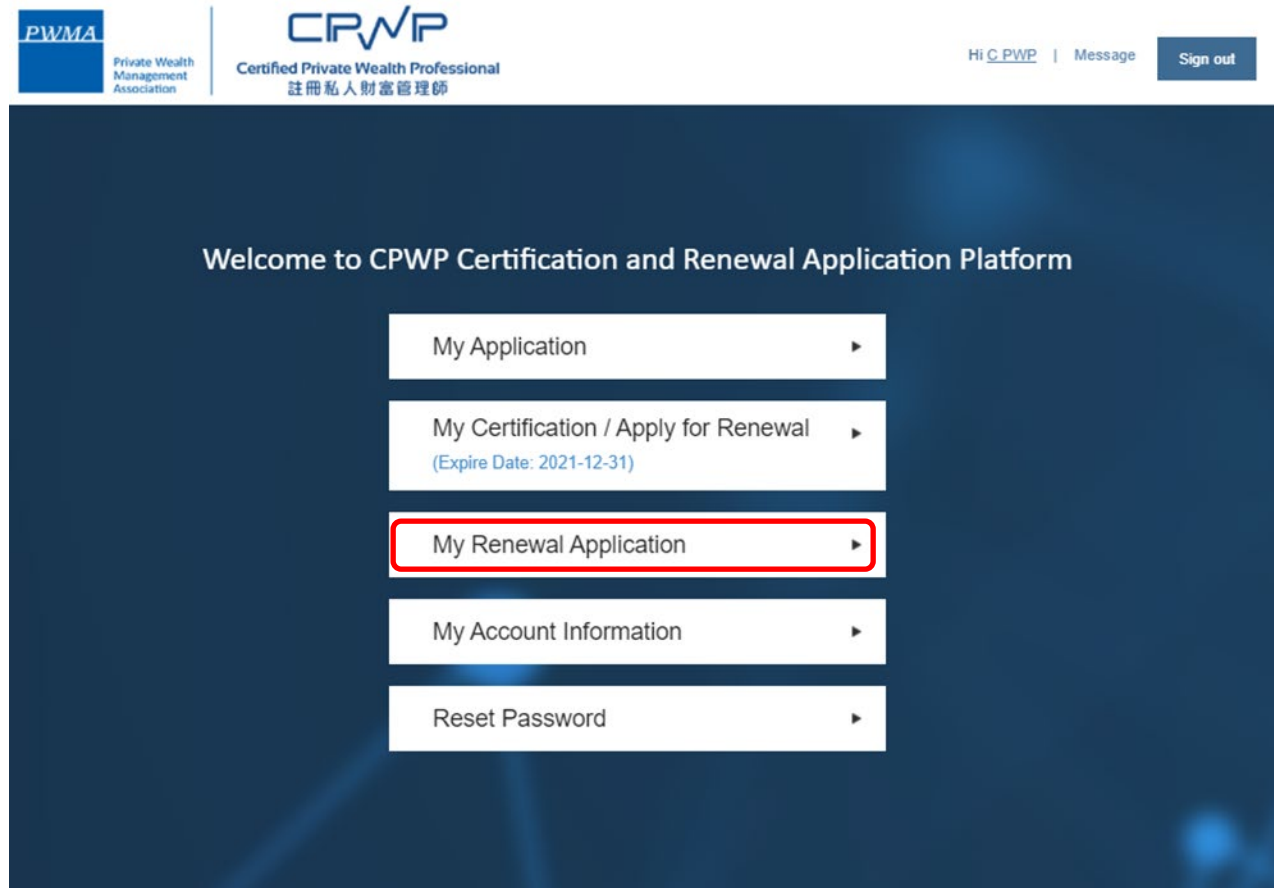 PWMA
Private Wealth
Management
Association
CPWP
Certified Private Wealth Professional
註冊私人財富管理師
Hi C PWP | Message
Sign out
Welcome to CPWP Certification and Renewal Application Platform
My Application
My Certification / Apply for Renewal
(Expire Date: 2021-12-31)
My Renewal Application
My Account Information
Reset Password